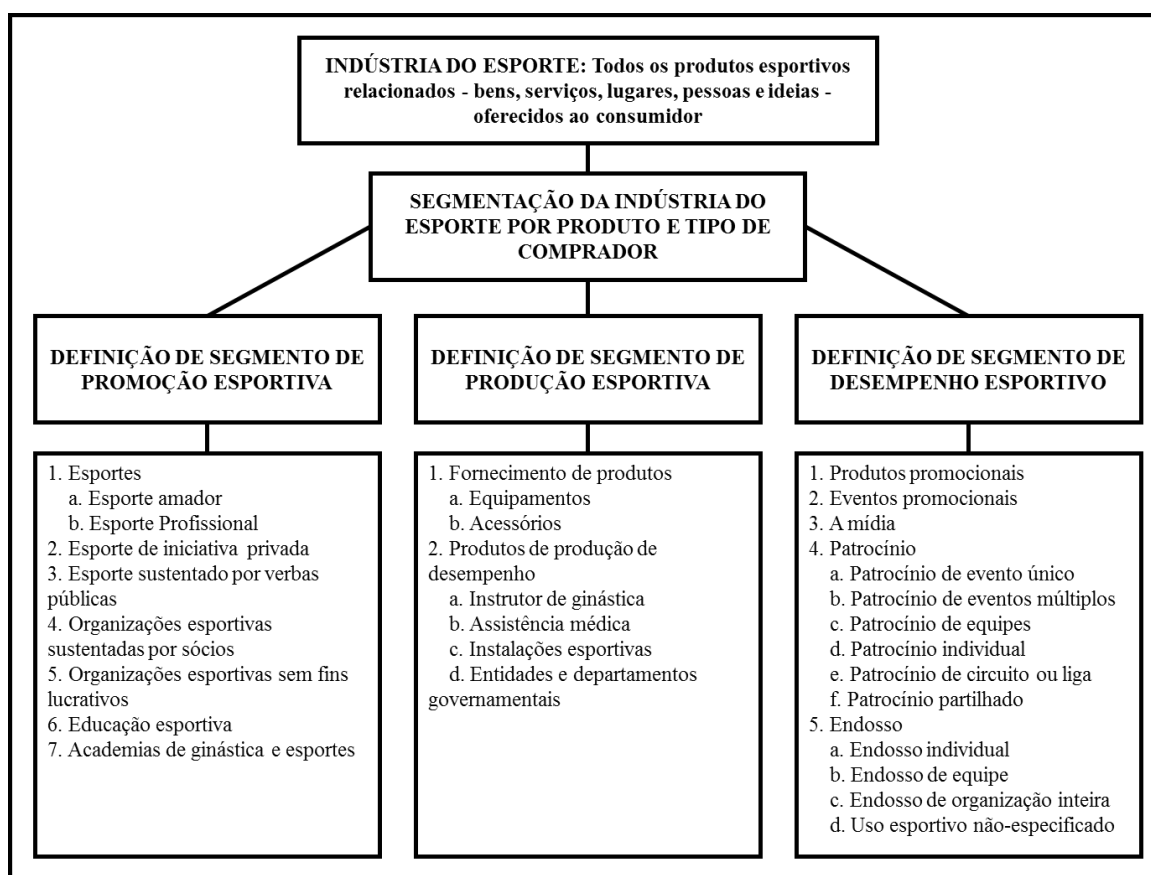 INDÚSTRIA DO ESPORTE: Todos os produtos esportivos
relacionados - bens, serviços, lugares, pessoas e ideias -
oferecidos ao consumidor
SEGMENTAÇÃO DA INDÚSTRIA DO
ESPORTE POR PRODUTO E TIPO DE
COMPRADOR
DEFINIÇÃO DE SEGMENTO DE
PROMOÇÃO ESPORTIVA
1. Esportes
a. Esporte amador
b. Esporte Profissional
2. Esporte de iniciativa privada
3. Esporte sustentado por verbas
públicas
4. Organizações esportivas
sustentadas por sócios
5. Organizações esportivas sem fins
lucrativos
6. Educação esportiva
7. Academias de ginástica e esportes
DEFINIÇÃO DE SEGMENTO DE
PRODUÇÃO ESPORTIVA
1. Fornecimento de produtos
a. Equipamentos
b. Acessórios
2. Produtos de produção de
desempenho
a. Instrutor de ginástica
b. Assistência médica
c. Instalações esportivas
d. Entidades e departamentos
governamentais
DEFINIÇÃO DE SEGMENTO DE
DESEMPENHO ESPORTIVO
1. Produtos promocionais
2. Eventos promocionais
3. A mídia
4. Patrocínio
a. Patrocínio de evento único
b. Patrocínio de eventos múltiplos
c. Patrocínio de equipes
d. Patrocínio individual
e. Patrocínio de circuito ou liga
f. Patrocínio partilhado
5. Endosso
a. Endosso individual
b. Endosso de equipe
c. Endosso de organização inteira
d. Uso esportivo não-especificado